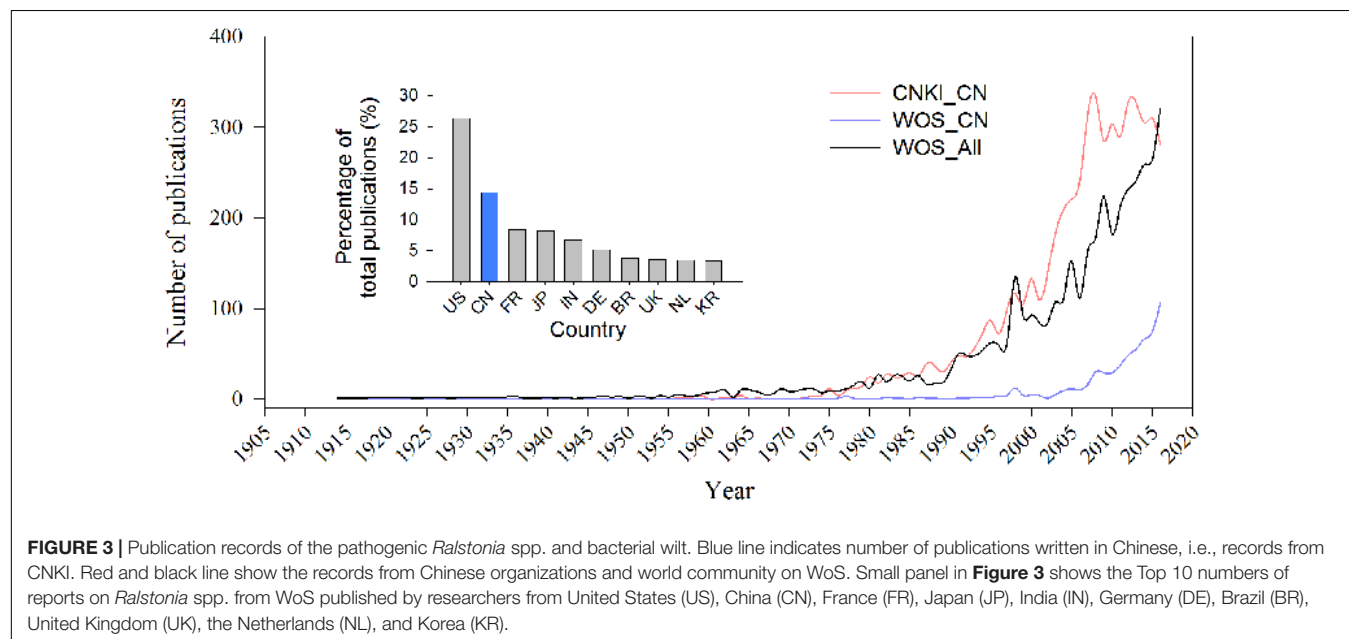 400
300
200
100
0
Number of publications
30
25
20
15
10
5
0
Percentage of
total publications (%)
US
CN
FR
JP
IN
DE
BR
UK
NL
KR
Country
CNKI_CN
WOS_CN
WOS_All
1905
1910
1915
1920
1925
1930
1935
1940
1945
1950
1955
1960
1965
1970
1975
1980
1985
1990
1995
2000
2005
2010
2015
2020
Year
FIGURE 3 | Publication records of the pathogenic Ralstonia spp. and bacterial wilt. Blue line indicates number of publications written in Chinese, i.e., records from
CNKI. Red and black line show the records from Chinese organizations and world community on WoS. Small panel in Figure 3 shows the Top 10 numbers of
reports on Ralstonia spp. from WoS published by researchers from United States (US), China (CN), France (FR), Japan (JP), India (IN), Germany (DE), Brazil (BR),
United Kingdom (UK), the Netherlands (NL), and Korea (KR).